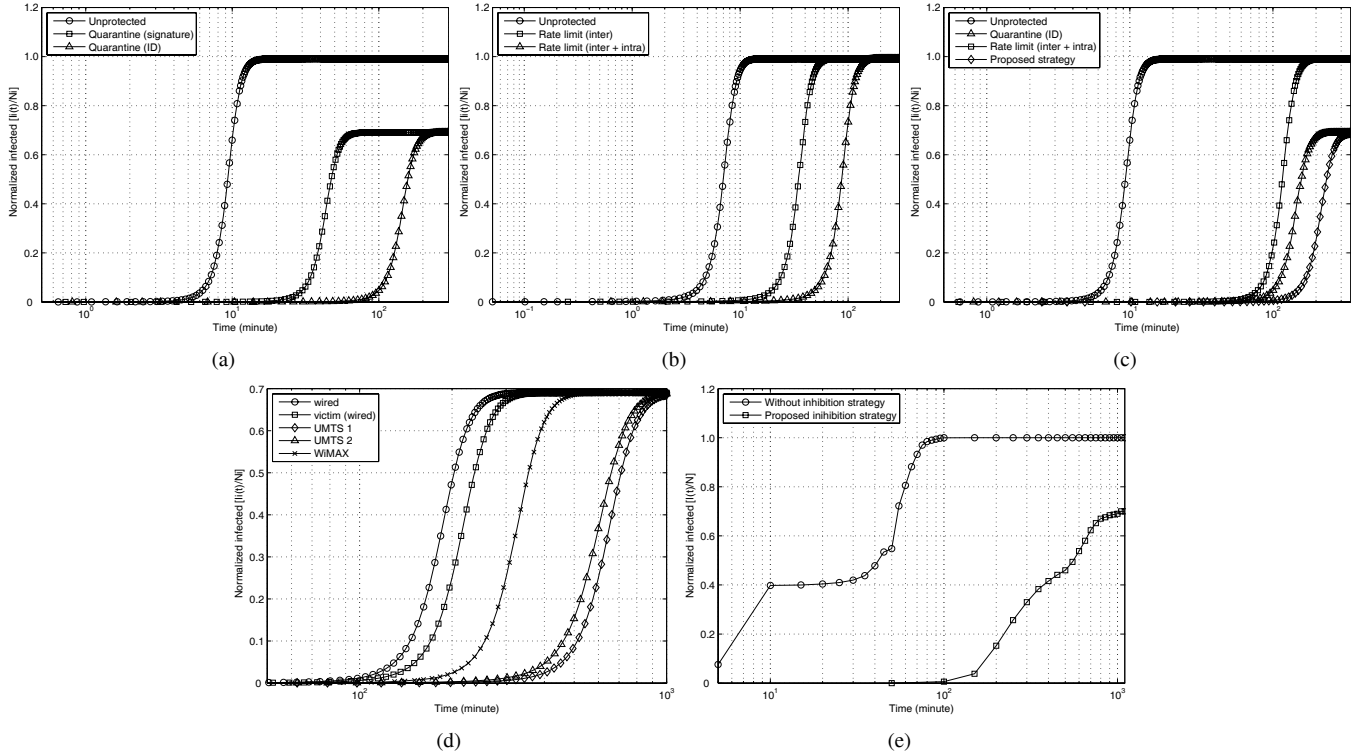 1.2
1.0
0.8
0.6
0.4
0.2
0
Normalized infected [Ii(t)/Ni]
Unprotected
Quarantine (signature)
Quarantine (ID)
10^0
10^1
10^2
Time (minute)
(a)
1.2
1.0
0.8
0.6
0.4
0.2
0
Normalized infected [Ii(t)/Ni]
Unprotected
Rate limit (inter)
Rate limit (inter + intra)
10^-1
10^0
10^1
10^2
Time (minute)
(b)
1.2
1.0
0.8
0.6
0.4
0.2
0
Normalized infected [Ii(t)/Ni]
Unprotected
Quarantine (ID)
Rate limit (inter + intra)
Proposed strategy
10^0
10^1
10^2
Time (minute)
(c)
0.7
0.6
0.5
0.4
0.3
0.2
0.1
0
Normalized infected [Ii(t)/Ni]
wired
victim (wired)
UMTS 1
UMTS 2
WiMAX
10^2
10^3
Time (minute)
(d)
1.2
1.0
0.8
0.6
0.4
0.2
0
Normalized infected [Ii(t)/N]
Without inhibition strategy
Proposed inihibition strategy
10^1
10^2
10^3
Time (minute)
(e)